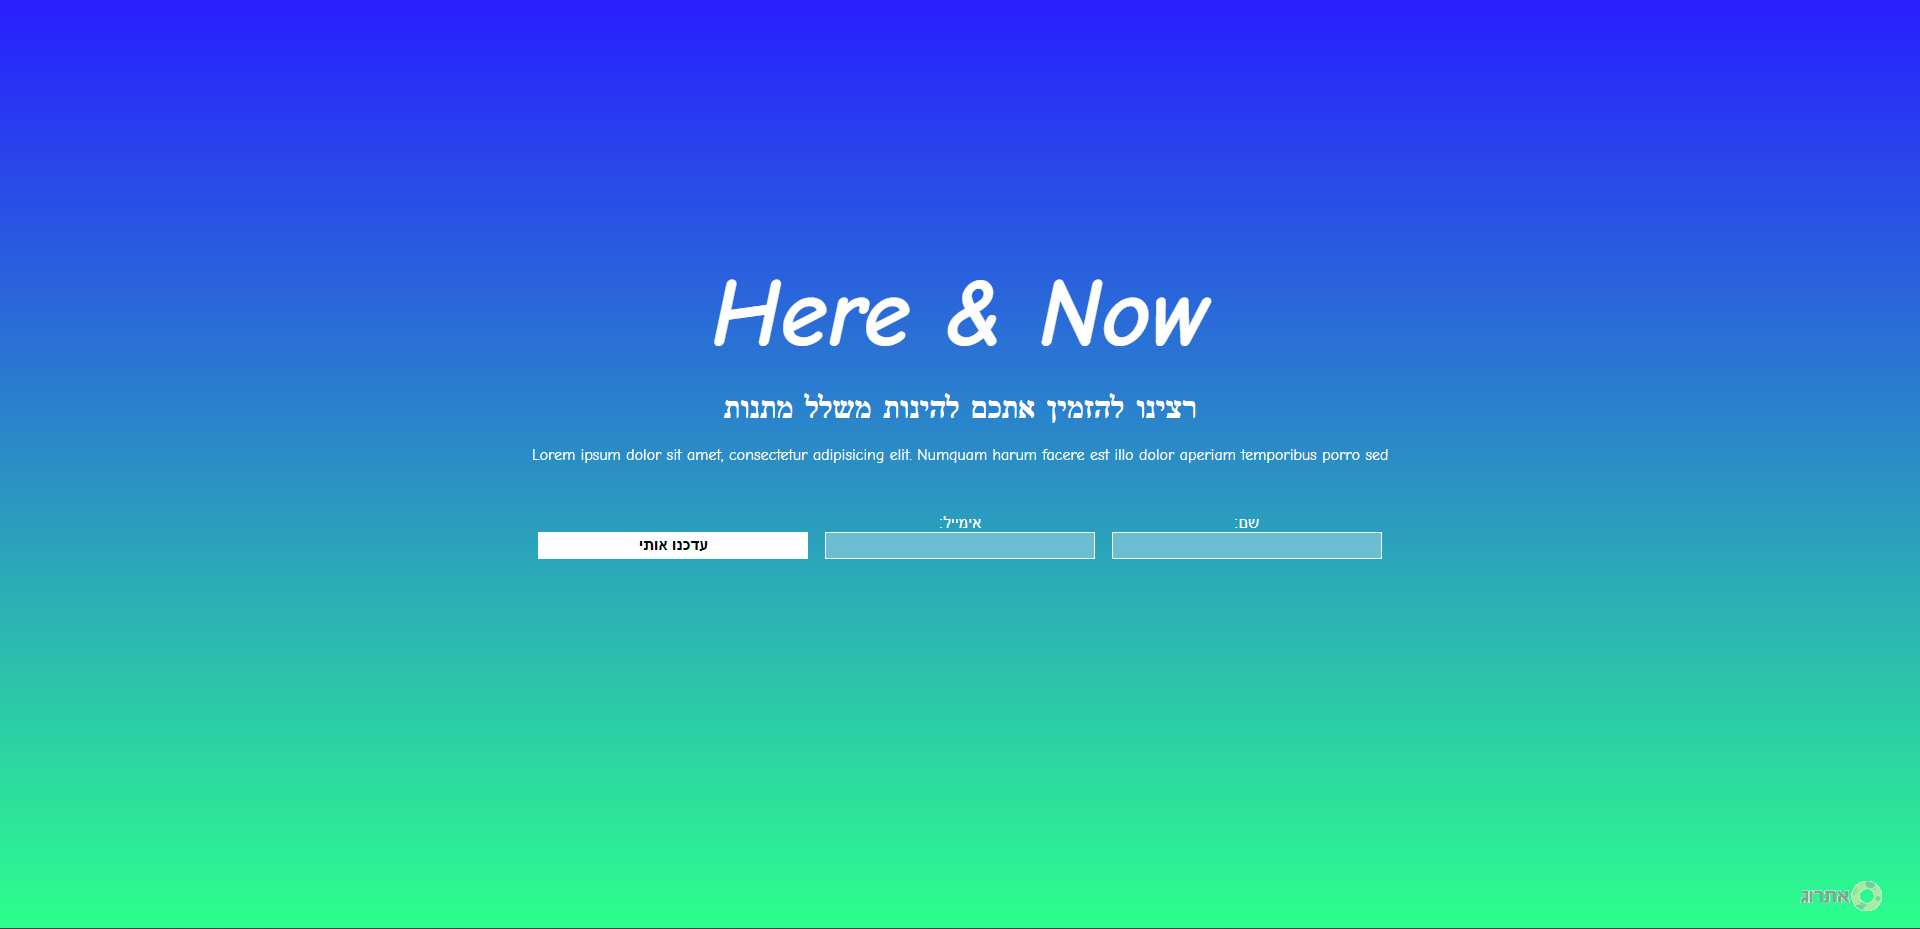 Here & Now
רצינו להזמין אתכם להינות משלל מתנות
Lorem ipsum dolor sit amet, consectetur adipisicing elit. Numquam harum facere est illo dolor aperiam temporibus porro sed
שם:
אימייל:
עדכנו אותי
אתרוג